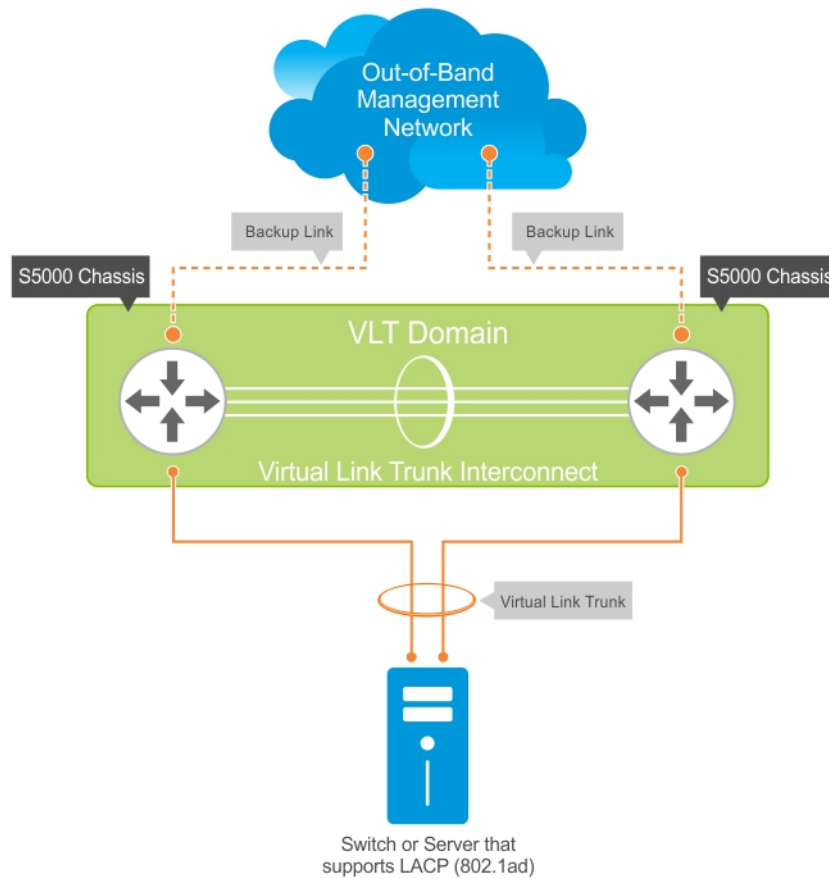 Out-of-Band
Management
Network
Backup Link
Backup Link
S5000 Chassis
S5000 Chassis
VLT Domain
Virtual Link Trunk Interconnect
Virtual Link Trunk
Switch or Server that
supports LACP (802.1ad)